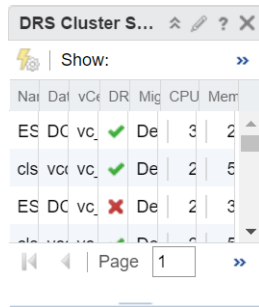 DRS Cluster S...
Show:
Nar Dat vCe DR Mig CPU Mem
ES DC vc_ De 3 2
cls vcc vc_ De 2 5
ES DC vc_ De 2 3
Page 1